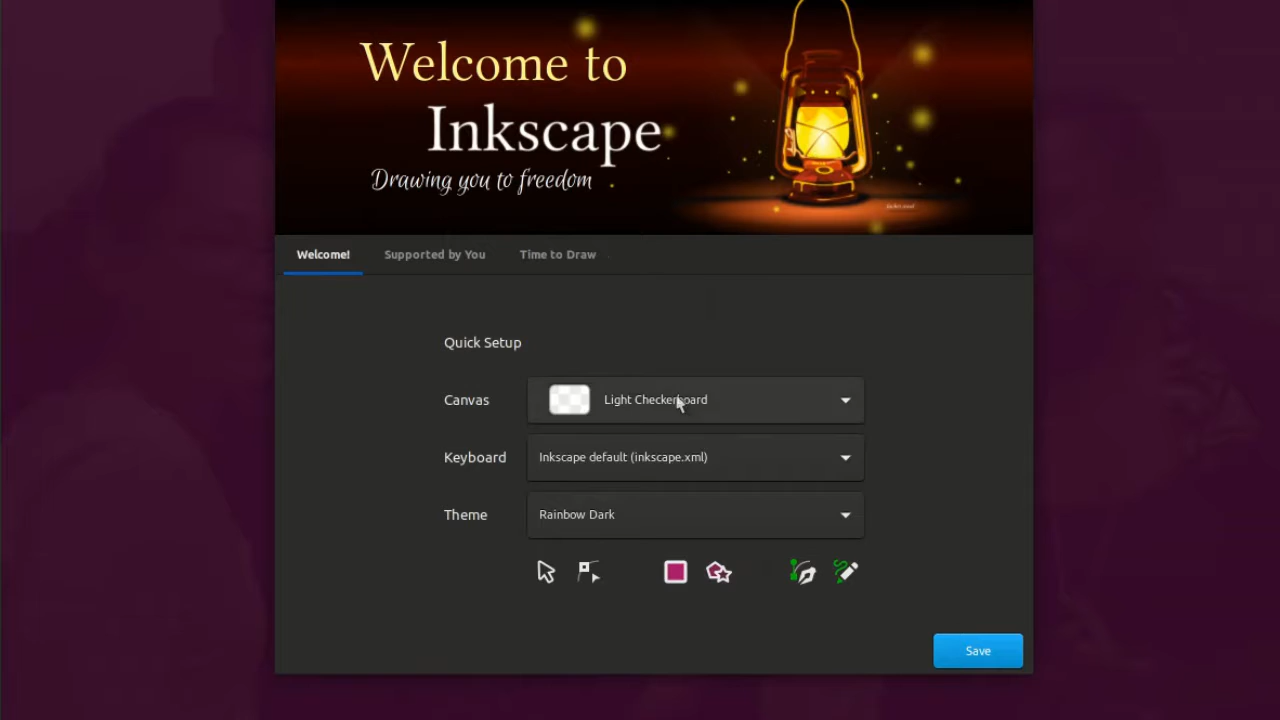 Welcome to
Inkscape
Drawing you to freedom
Welcome!
Supported by You
Time to Draw
Quick Setup
Canvas
Light Checkerboard
Keyboard
Inkscape default (inkscape.xml)
Theme
Rainbow Dark
Save